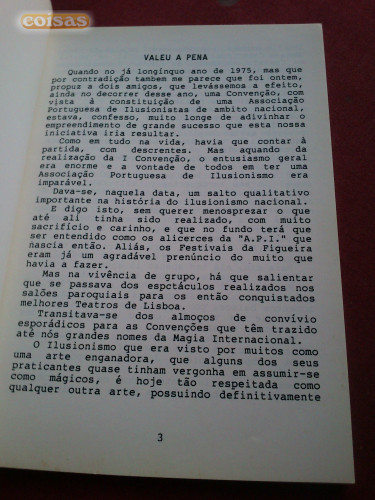 coisas
VALEU A PENA
Quando no já longínquo ano de 1975, mas que
por contradição tambem me parece que foi ontem,
propuz a dois amigos, que levássemos a efeito,
ainda no decorrer desse ano, uma Convenção, com
vista à constituição de uma Associação
Portuguesa de Ilusionistas de ambito nacional,
estava, confesso, muito longe de adivinhar o
empreendimento de grande sucesso que esta nossa
iniciativa iria resultar.
Como em tudo na vida, havia que contar à
partida, com descrentes. Mas aquando da
realização da I Convenção, o entusiasmo geral
era enorme e a vontade de todos em ter uma
Associação Portuguesa de Ilusionismo era
imparável.
Dava-se, naquela data, um salto qualitativo
importante na história do ilusionismo nacional.
E digo isto, sem querer menosprezar o que
até ali tinha sido realizado, com muito
sacrifício e carinho, e que no fundo terá que
ser entendido como os alicerces da "A.P.I." que
nascia então. Aliás, os Festivais da Figueira
eram já um agradável prenúncio do muito que
havia a fazer.
Mas na vivência de grupo, há que salientar
que se passava dos espctáculos realizados nos
salões paroquiais para os então conquistados
melhores Teatros de Lisboa.
Transitava-se dos almoços de convívio
esporádicos para as Convenções que têm trazido
até nós grandes nomes da Magia Internacional.
O Ilusionismo que era visto por muitos como
uma arte enganadora, que alguns dos seus
praticantes quase tinham vergonha em assumir-se
como mágicos, é hoje tão respeitada como
qualquer outra arte, possuindo definitivamente
3